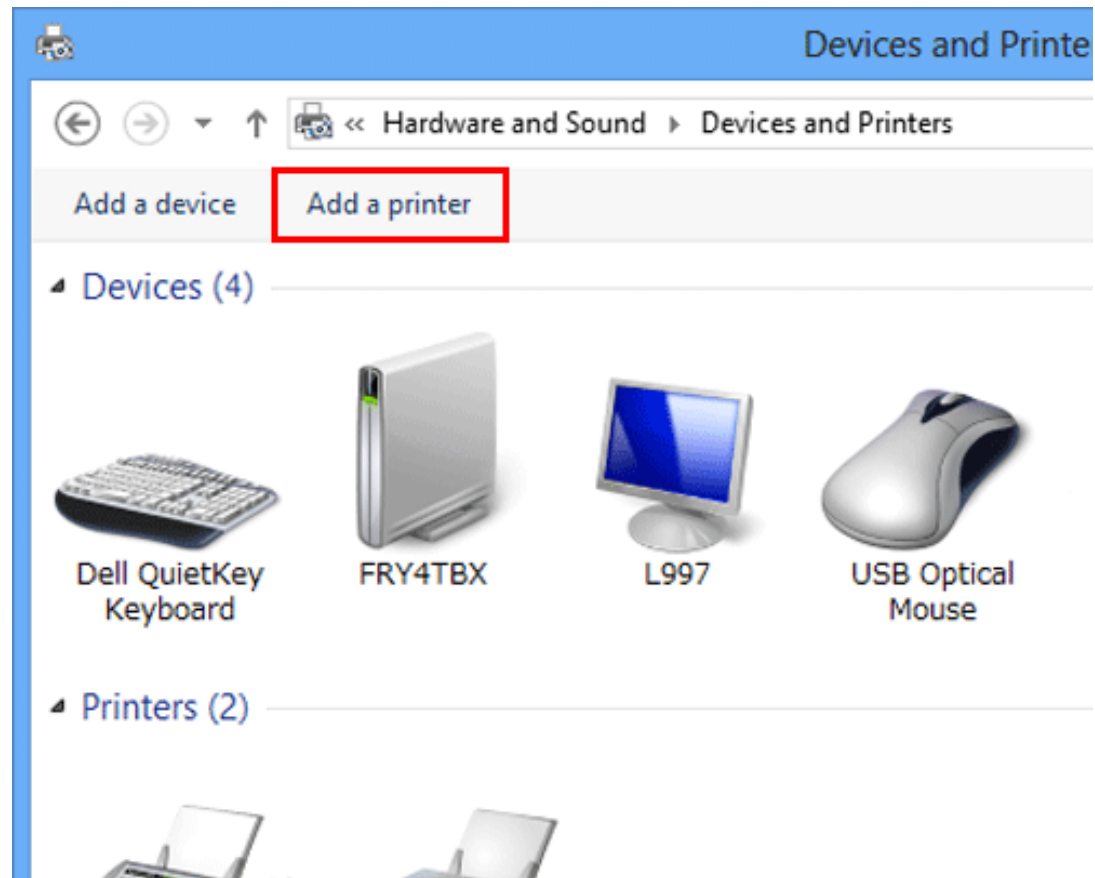 Devices and Printe
« Hardware and Sound ▸ Devices and Printers
Add a device Add a printer
Devices (4)
Dell QuietKey
Keyboard
FRY4TBX
L997
USB Optical
Mouse
Printers (2)